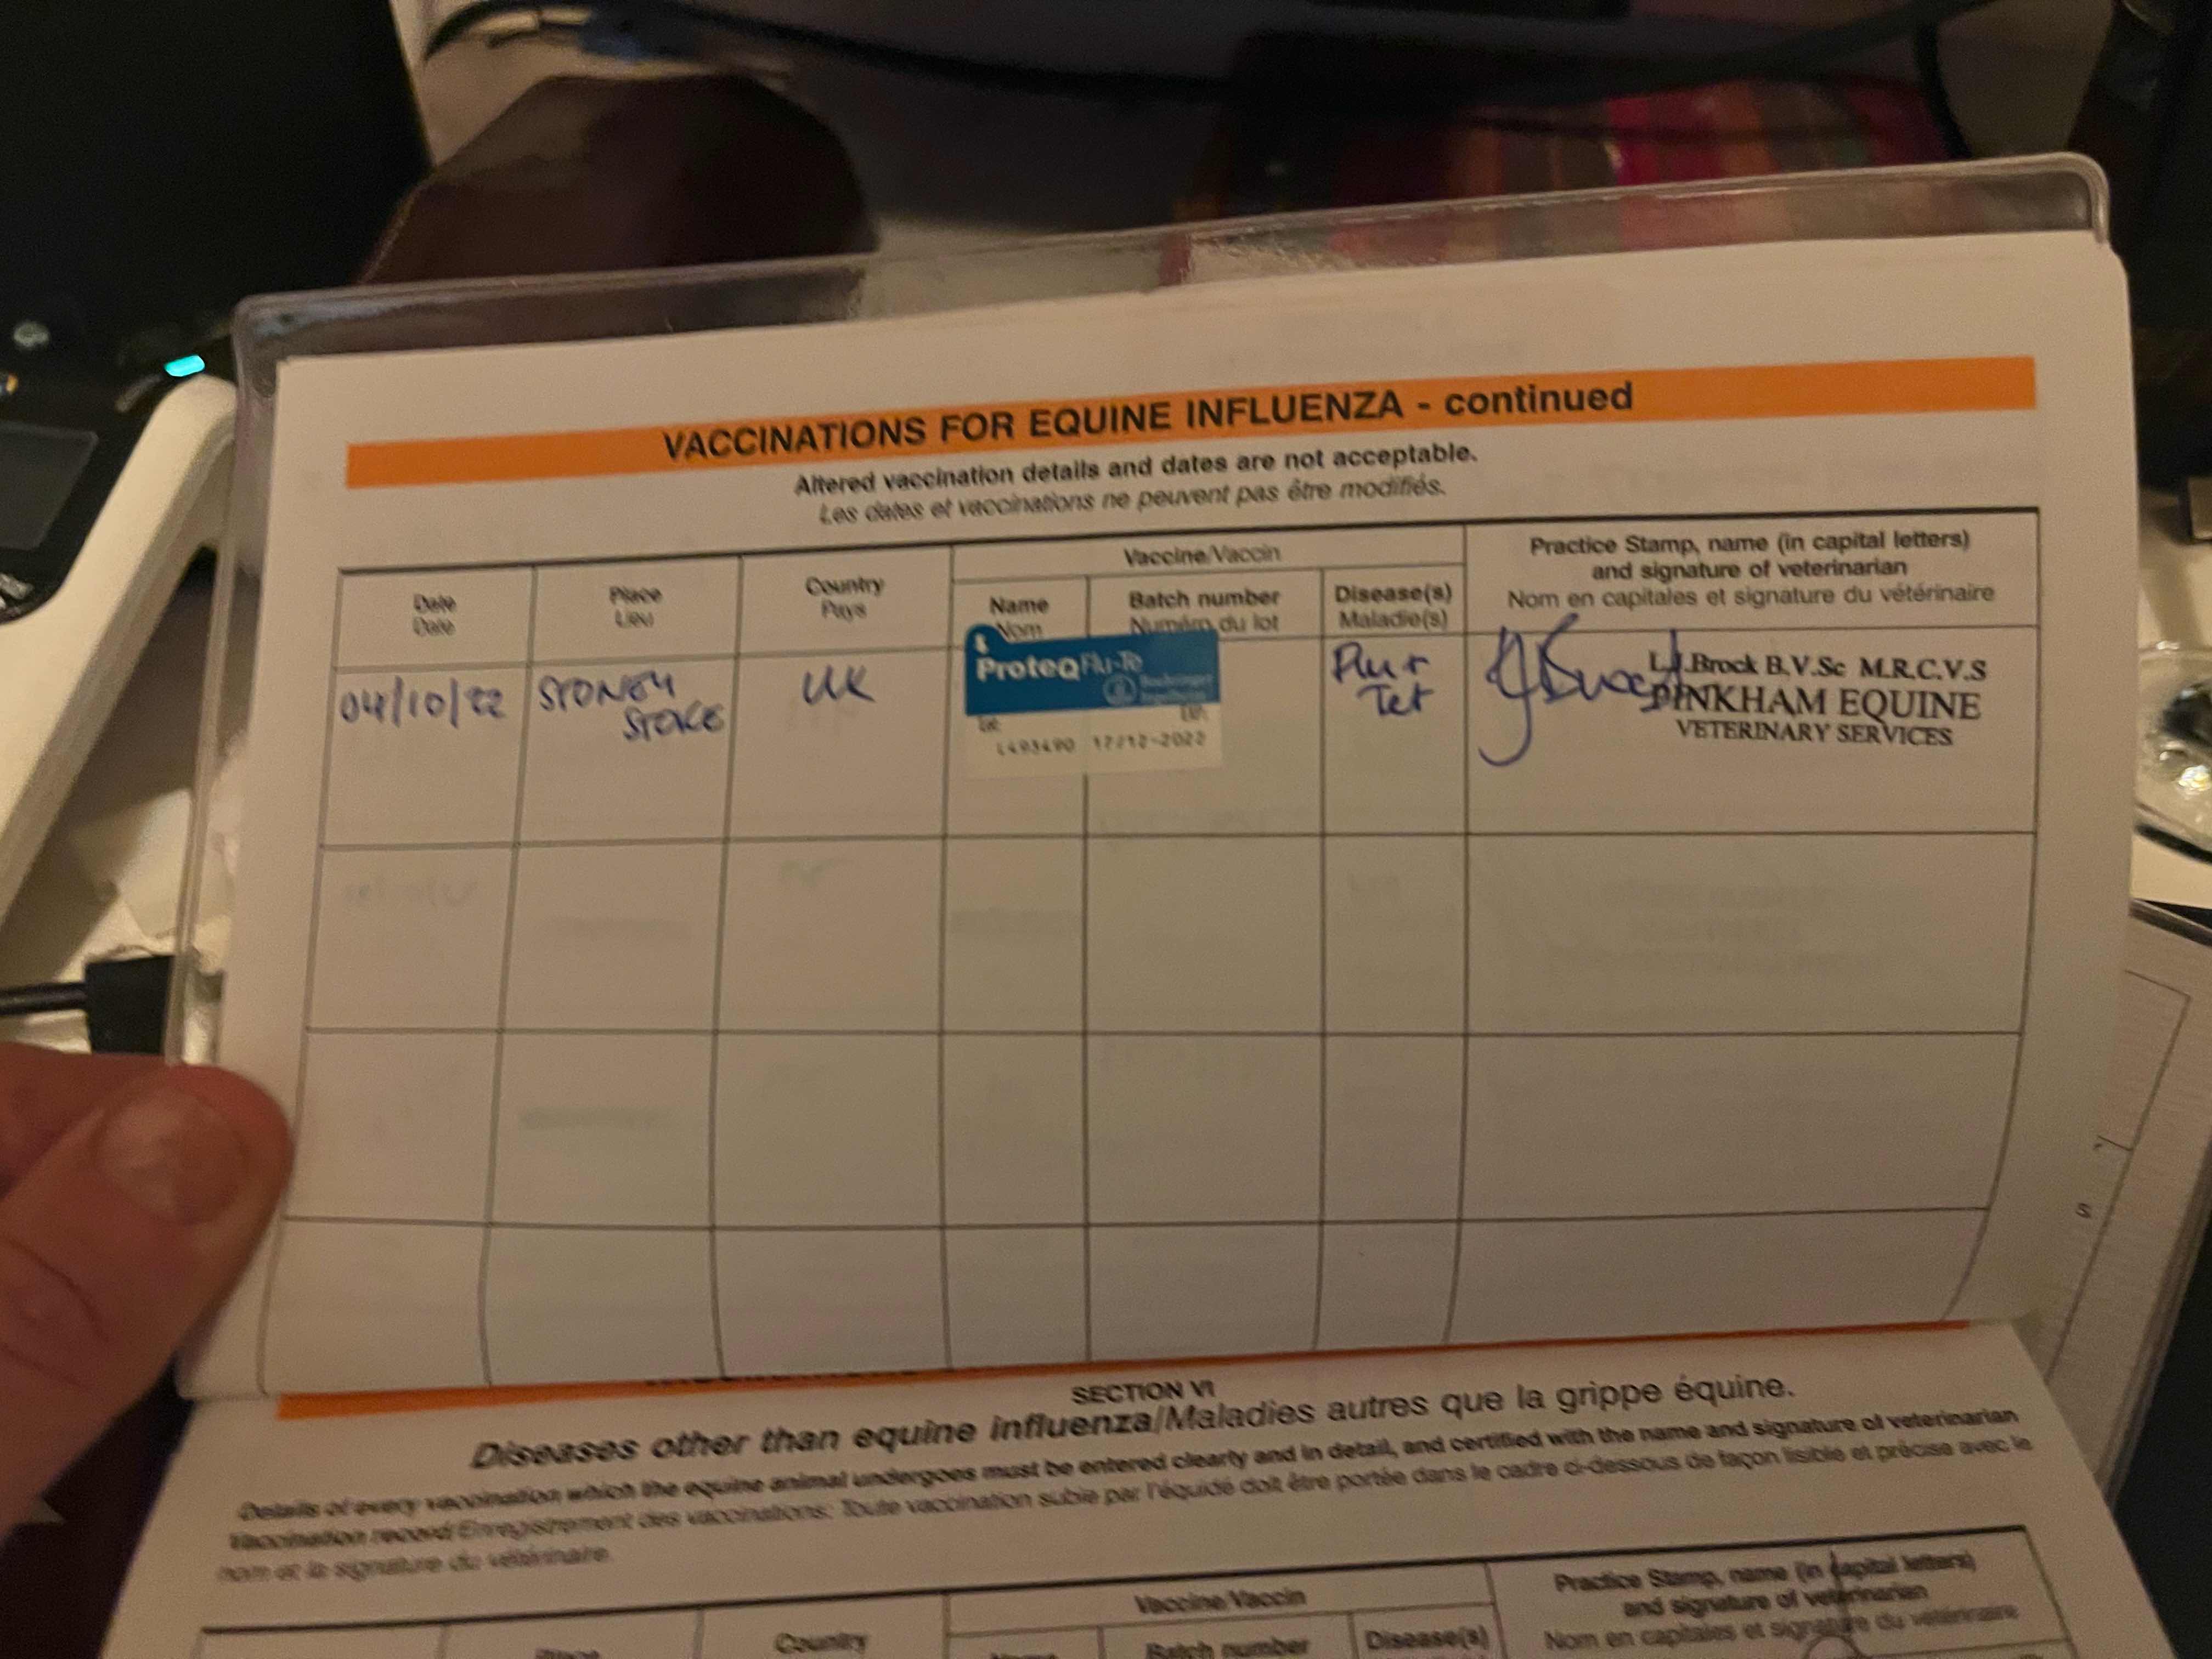 VACCINATIONS FOR EQUINE INFLUENZA - continued
Altered vaccination details and dates are not acceptable.
Les dates et vaccinations ne peuvent pas être modifiés.
Date
Date
Place
Lieu
Country
Pays
Vaccine/Vaccin
Name
Nom
Batch number
Numéro du lot
Disease(s)
Maladie(s)
Practice Stamp, name (in capital letters)
and signature of veterinarian
Nom en capitales et signature du vétérinaire
04/10/22
STONEY
STOKE
UK
ProteqFlu-Te
Boehringer
Ingelheim
L493490 17/12-2022
Flu +
Tet
L.J.Brock B.V.Sc M.R.C.V.S
PINKHAM EQUINE
VETERINARY SERVICES
SECTION VI
Diseases other than equine influenza/Maladies autres que la grippe équine.
Details of every vaccination which the equine animal undergoes must be entered clearly and in detail, and certified with the name and signature of veterinarian
Vaccination record/Enregistrement des vaccinations: Toute vaccination subie par l'équidé doit être portée dans le cadre ci-dessous de façon lisible et précise avec le
nom et la signature du vétérinaire.
Place
Country
Vaccine/Vaccin
Name
Batch number
Disease(s)
Practice Stamp, name (in capital letters)
and signature of veterinarian
Nom en capitales et signature du vétérinaire